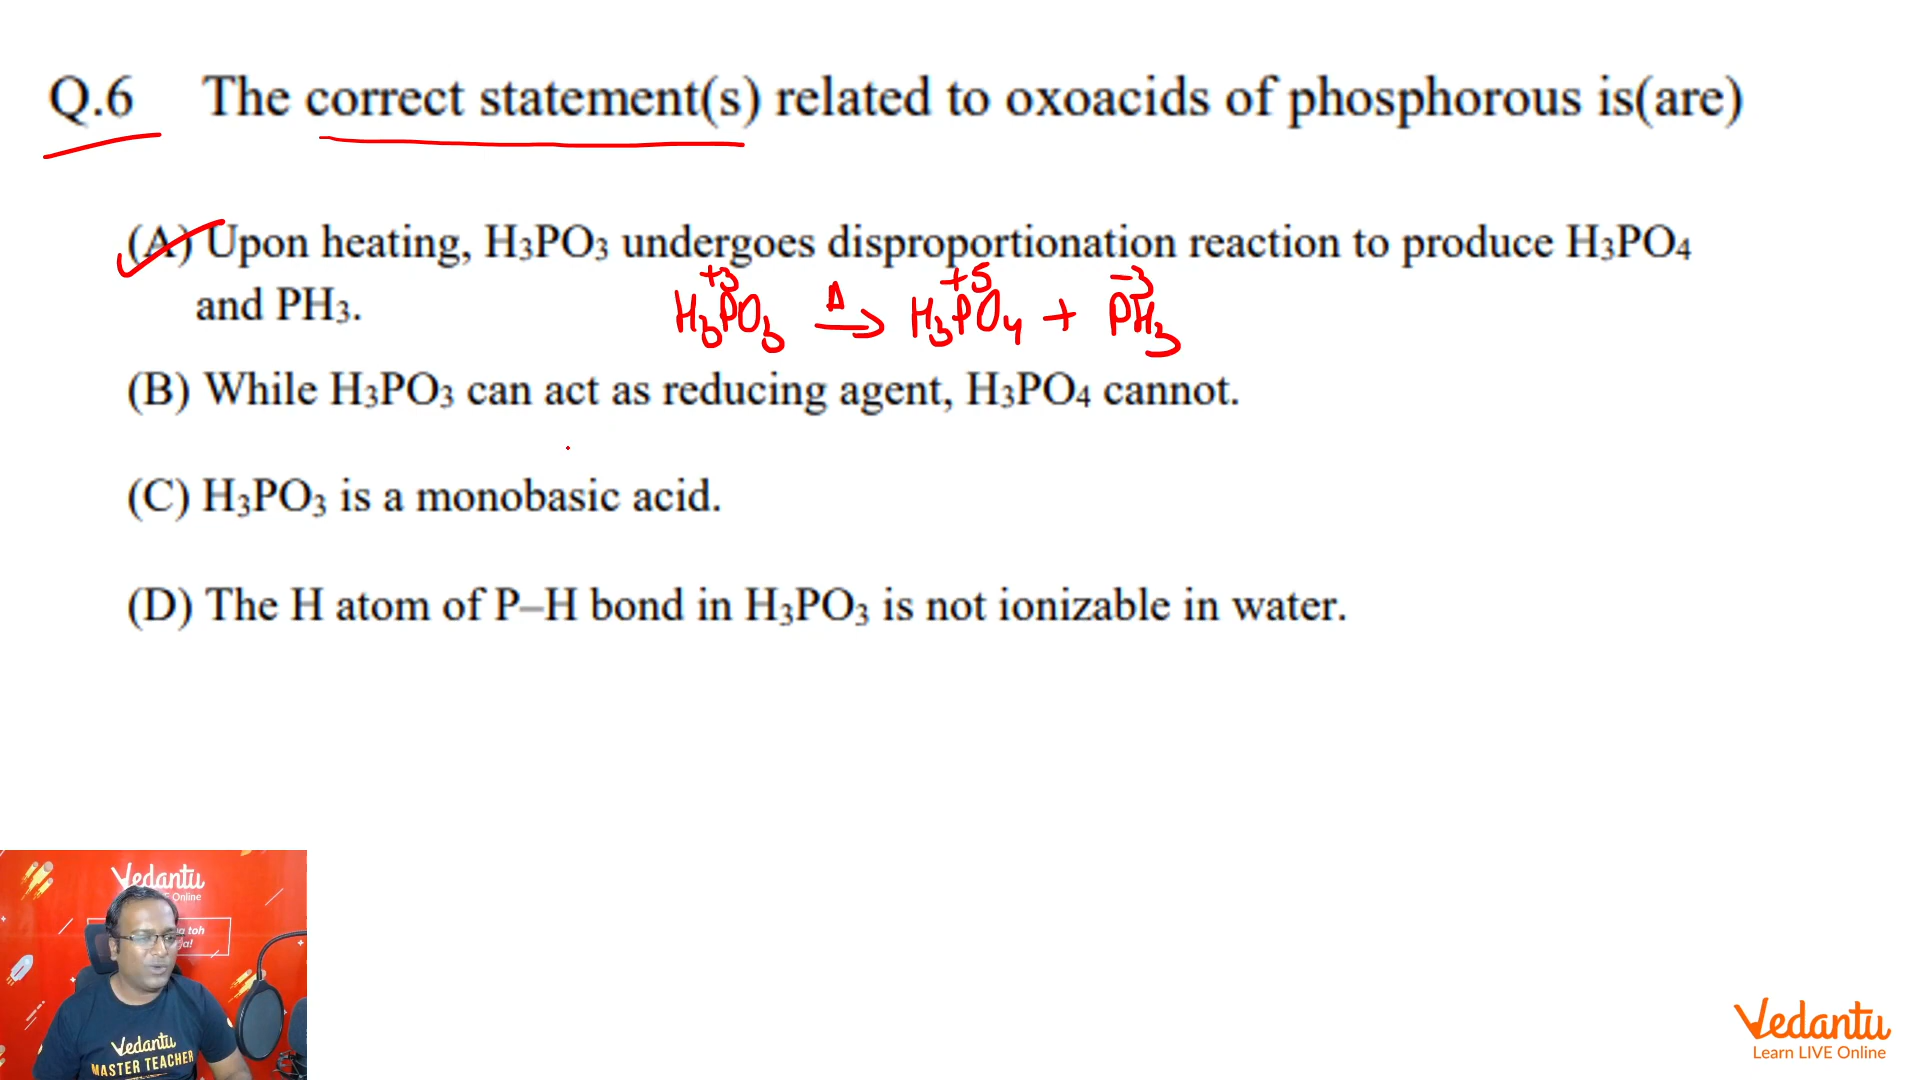 Q.6 The correct statement(s) related to oxoacids of phosphorous is(are)
(A) Upon heating, H₃PO₃ undergoes disproportionation reaction to produce H₃PO₄
and PH₃.
+3 +5 -3
H₃PO₃ Δ→ H₃PO₄ + PH₃
(B) While H₃PO₃ can act as reducing agent, H₃PO₄ cannot.
(C) H₃PO₃ is a monobasic acid.
(D) The H atom of P–H bond in H₃PO₃ is not ionizable in water.
Vedantu
Online
a toh
a!
Vedantu
MASTER TEACHER
Vedantu
Learn LIVE Online